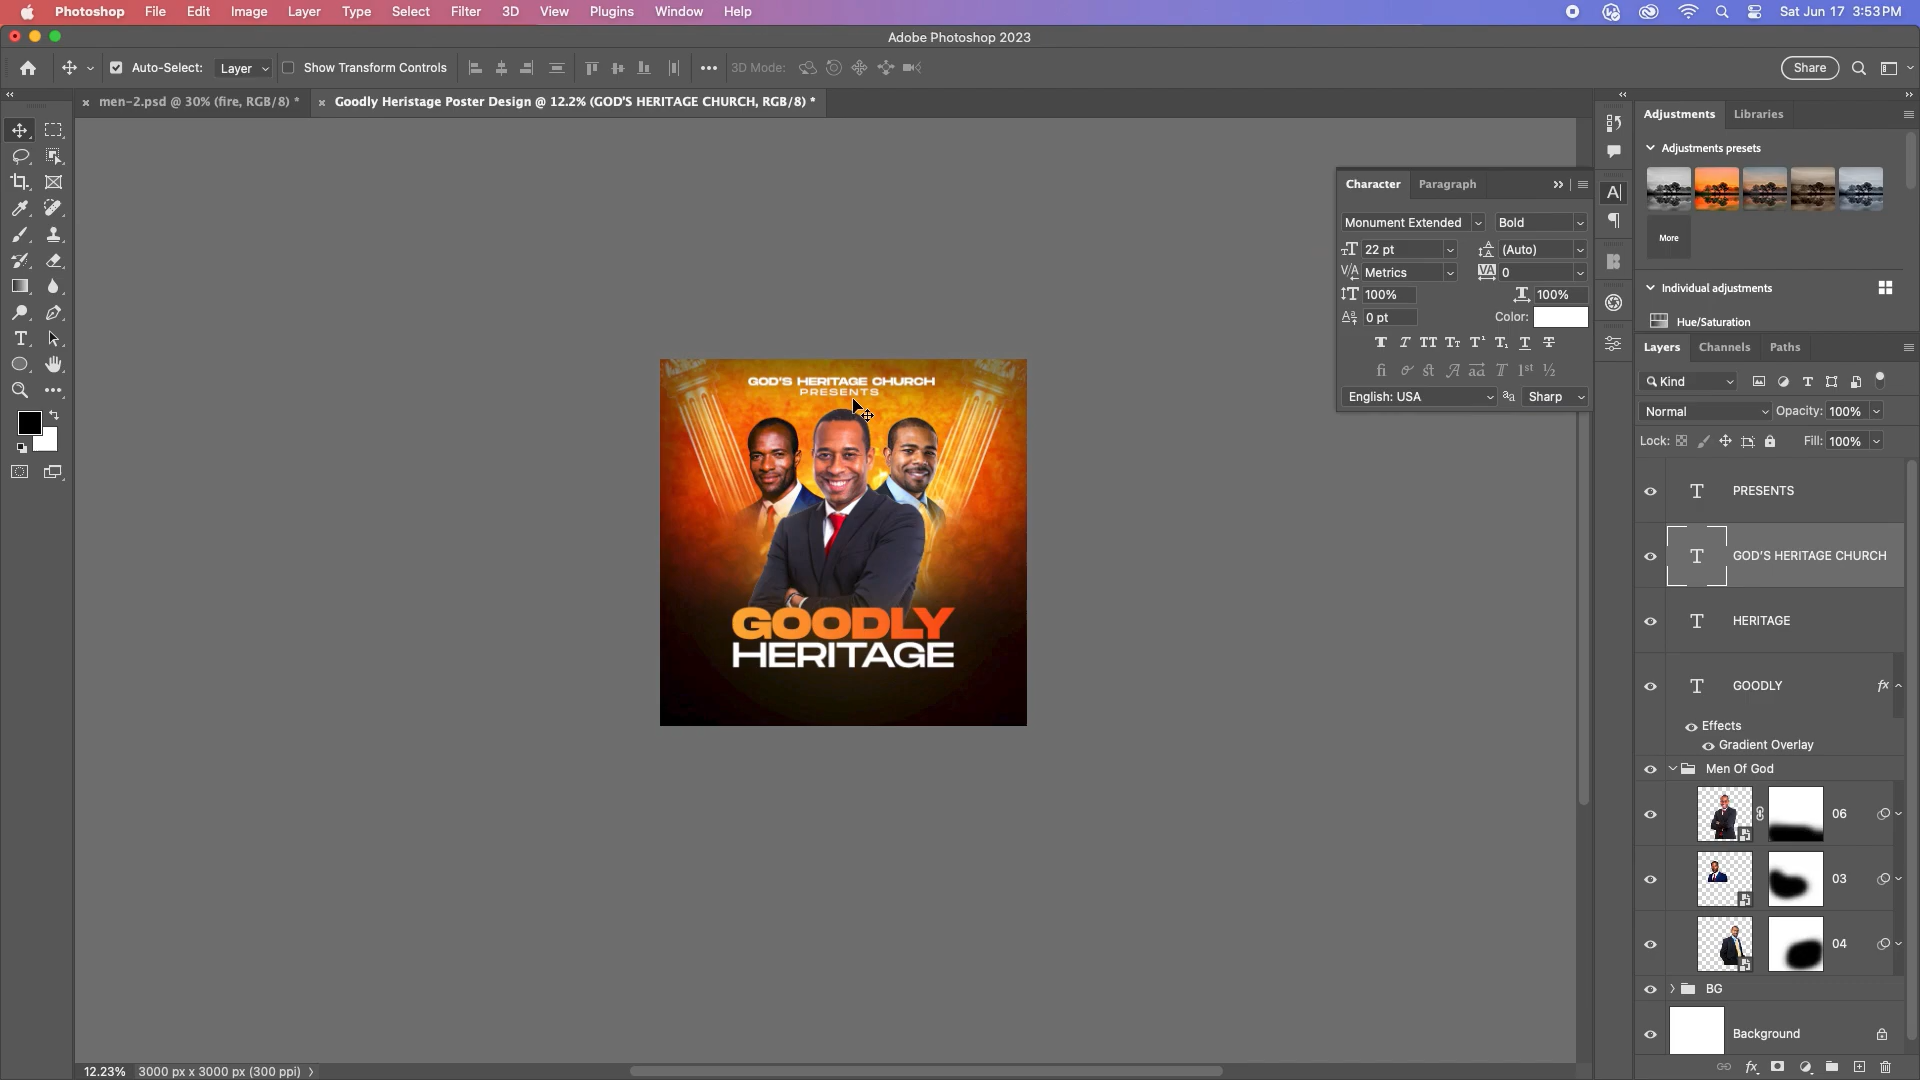 Photoshop File Edit Image Layer Type Select Filter 3D View Plugins Window Help Sat Jun 17 3:53 PM
Adobe Photoshop 2023
Auto-Select: Layer Show Transform Controls 3D Mode: Share
men-2.psd @ 30% (fire, RGB/8) * Goodly Heristage Poster Design @ 12.2% (GOD'S HERITAGE CHURCH, RGB/8) *
Adjustments Libraries
Adjustments presets
More
Individual adjustments
Hue/Saturation
Character Paragraph
Monument Extended Bold
22 pt (Auto)
Metrics 0
100% 100%
0 pt Color:
English: USA Sharp
GOD'S HERITAGE CHURCH
PRESENTS
GOODLY
HERITAGE
Layers Channels Paths
Kind
Normal Opacity: 100%
Lock: Fill: 100%
PRESENTS
GOD'S HERITAGE CHURCH
HERITAGE
GOODLY fx
Effects
Gradient Overlay
Men Of God
06
03
04
BG
Background
12.23% 3000 px x 3000 px (300 ppi)